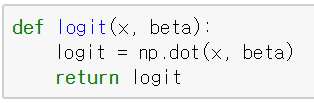 def logit(x, beta):
    logit = np.dot(x, beta)
    return logit